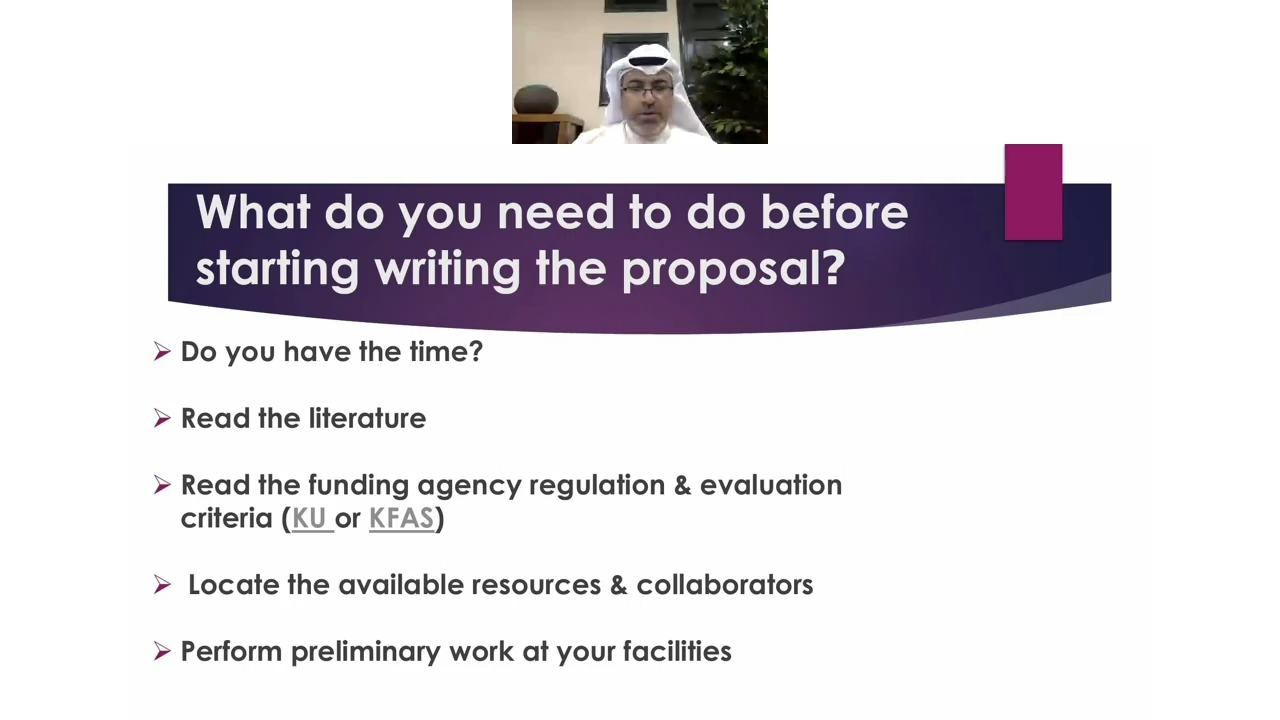 What do you need to do before
starting writing the proposal?
Do you have the time?
Read the literature
Read the funding agency regulation & evaluation
criteria (KU or KFAS)
Locate the available resources & collaborators
Perform preliminary work at your facilities